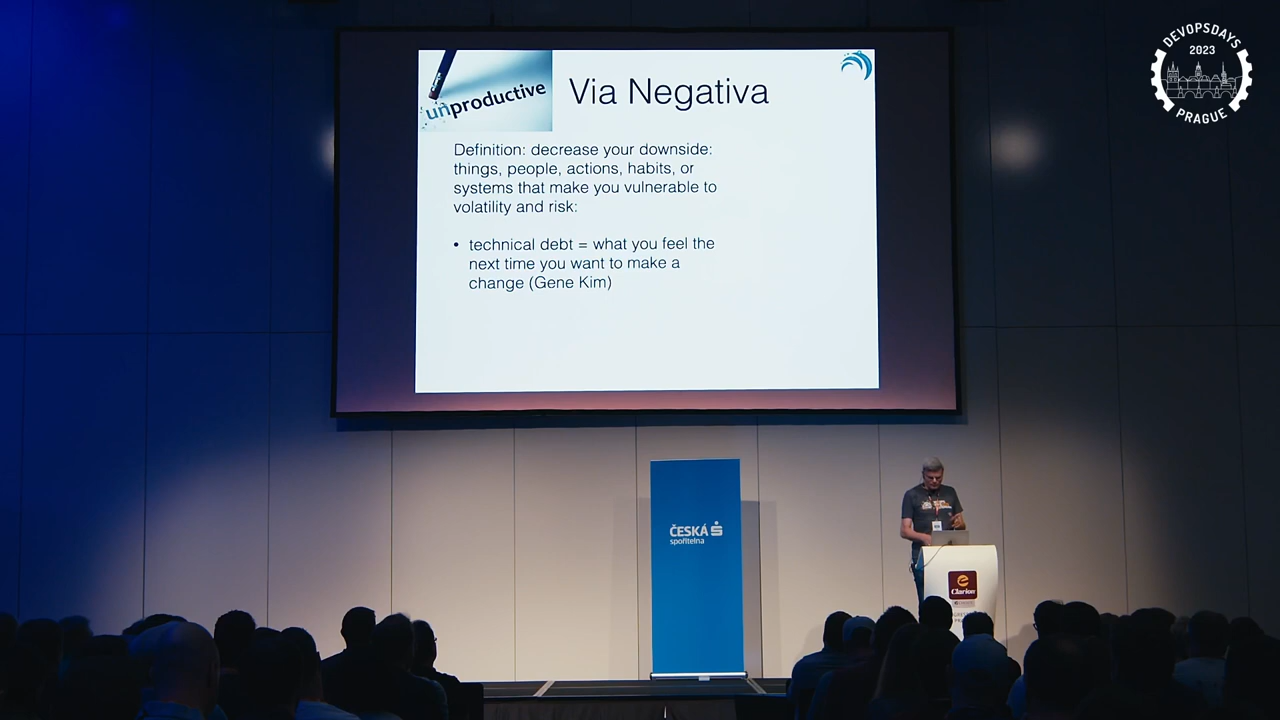 DEVOPSDAYS
2023
PRAGUE
unproductive
Via Negativa
Definition: decrease your downside:
things, people, actions, habits, or
systems that make you vulnerable to
volatility and risk:
• technical debt = what you feel the
next time you want to make a
change (Gene Kim)
ČESKÁ
spořitelna
Clarion